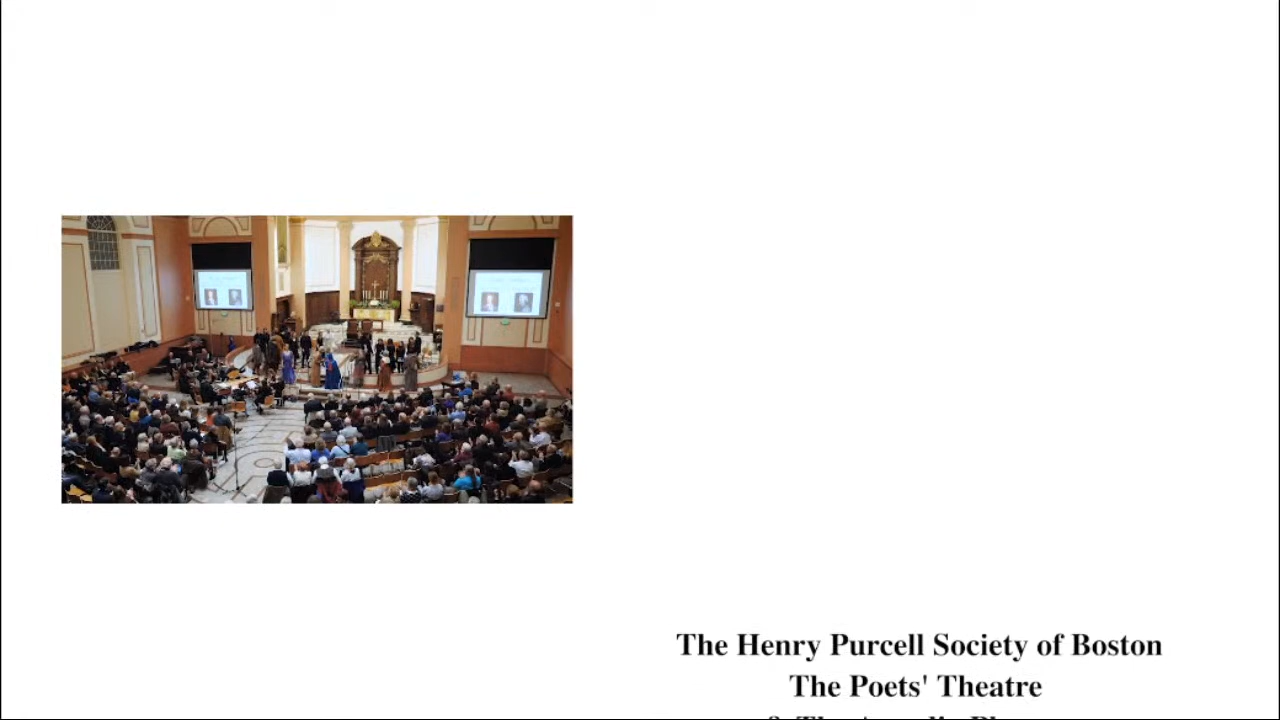 The Henry Purcell Society of Boston
The Poets' Theatre